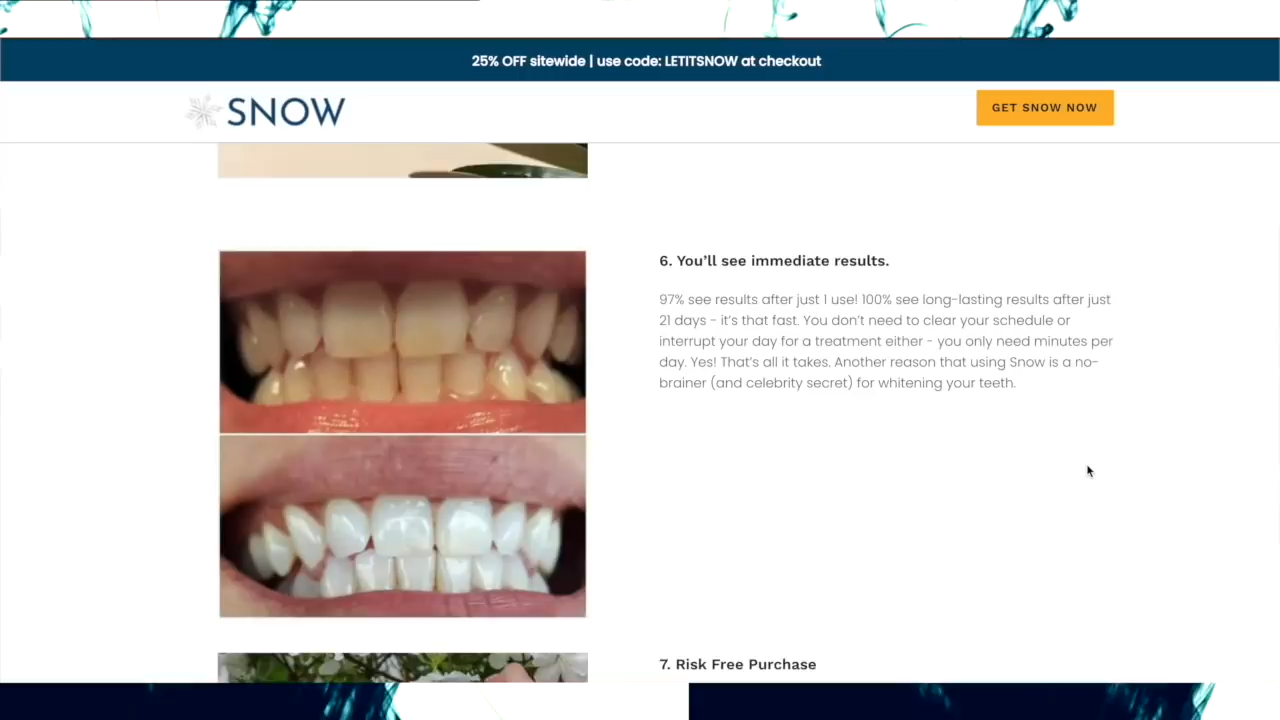 25% OFF sitewide | use code: LETITSNOW at checkout
SNOW
GET SNOW NOW
6. You’ll see immediate results.
97% see results after just 1 use! 100% see long-lasting results after just
21 days - it’s that fast. You don’t need to clear your schedule or
interrupt your day for a treatment either - you only need minutes per
day. Yes! That’s all it takes. Another reason that using Snow is a no-
brainer (and celebrity secret) for whitening your teeth.
7. Risk Free Purchase